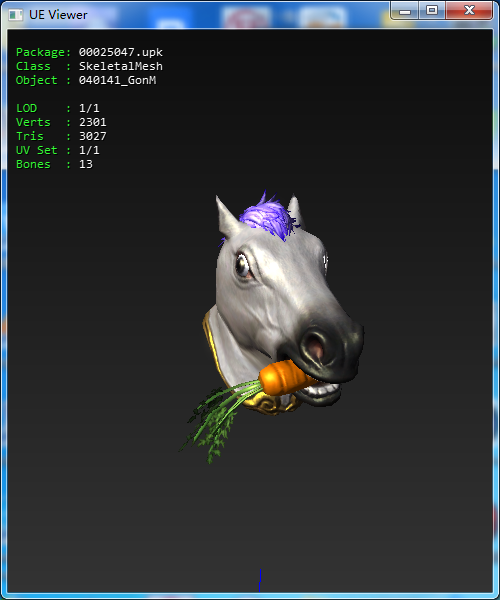 UE Viewer
Package: 00025047.upk
Class : SkeletalMesh
Object : 040141_GonM
LOD : 1/1
Verts : 2301
Tris : 3027
UV Set : 1/1
Bones : 13